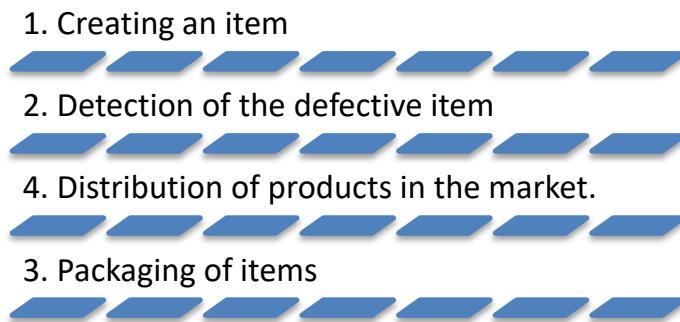 1. Creating an item
2. Detection of the defective item
4. Distribution of products in the market.
3. Packaging of items